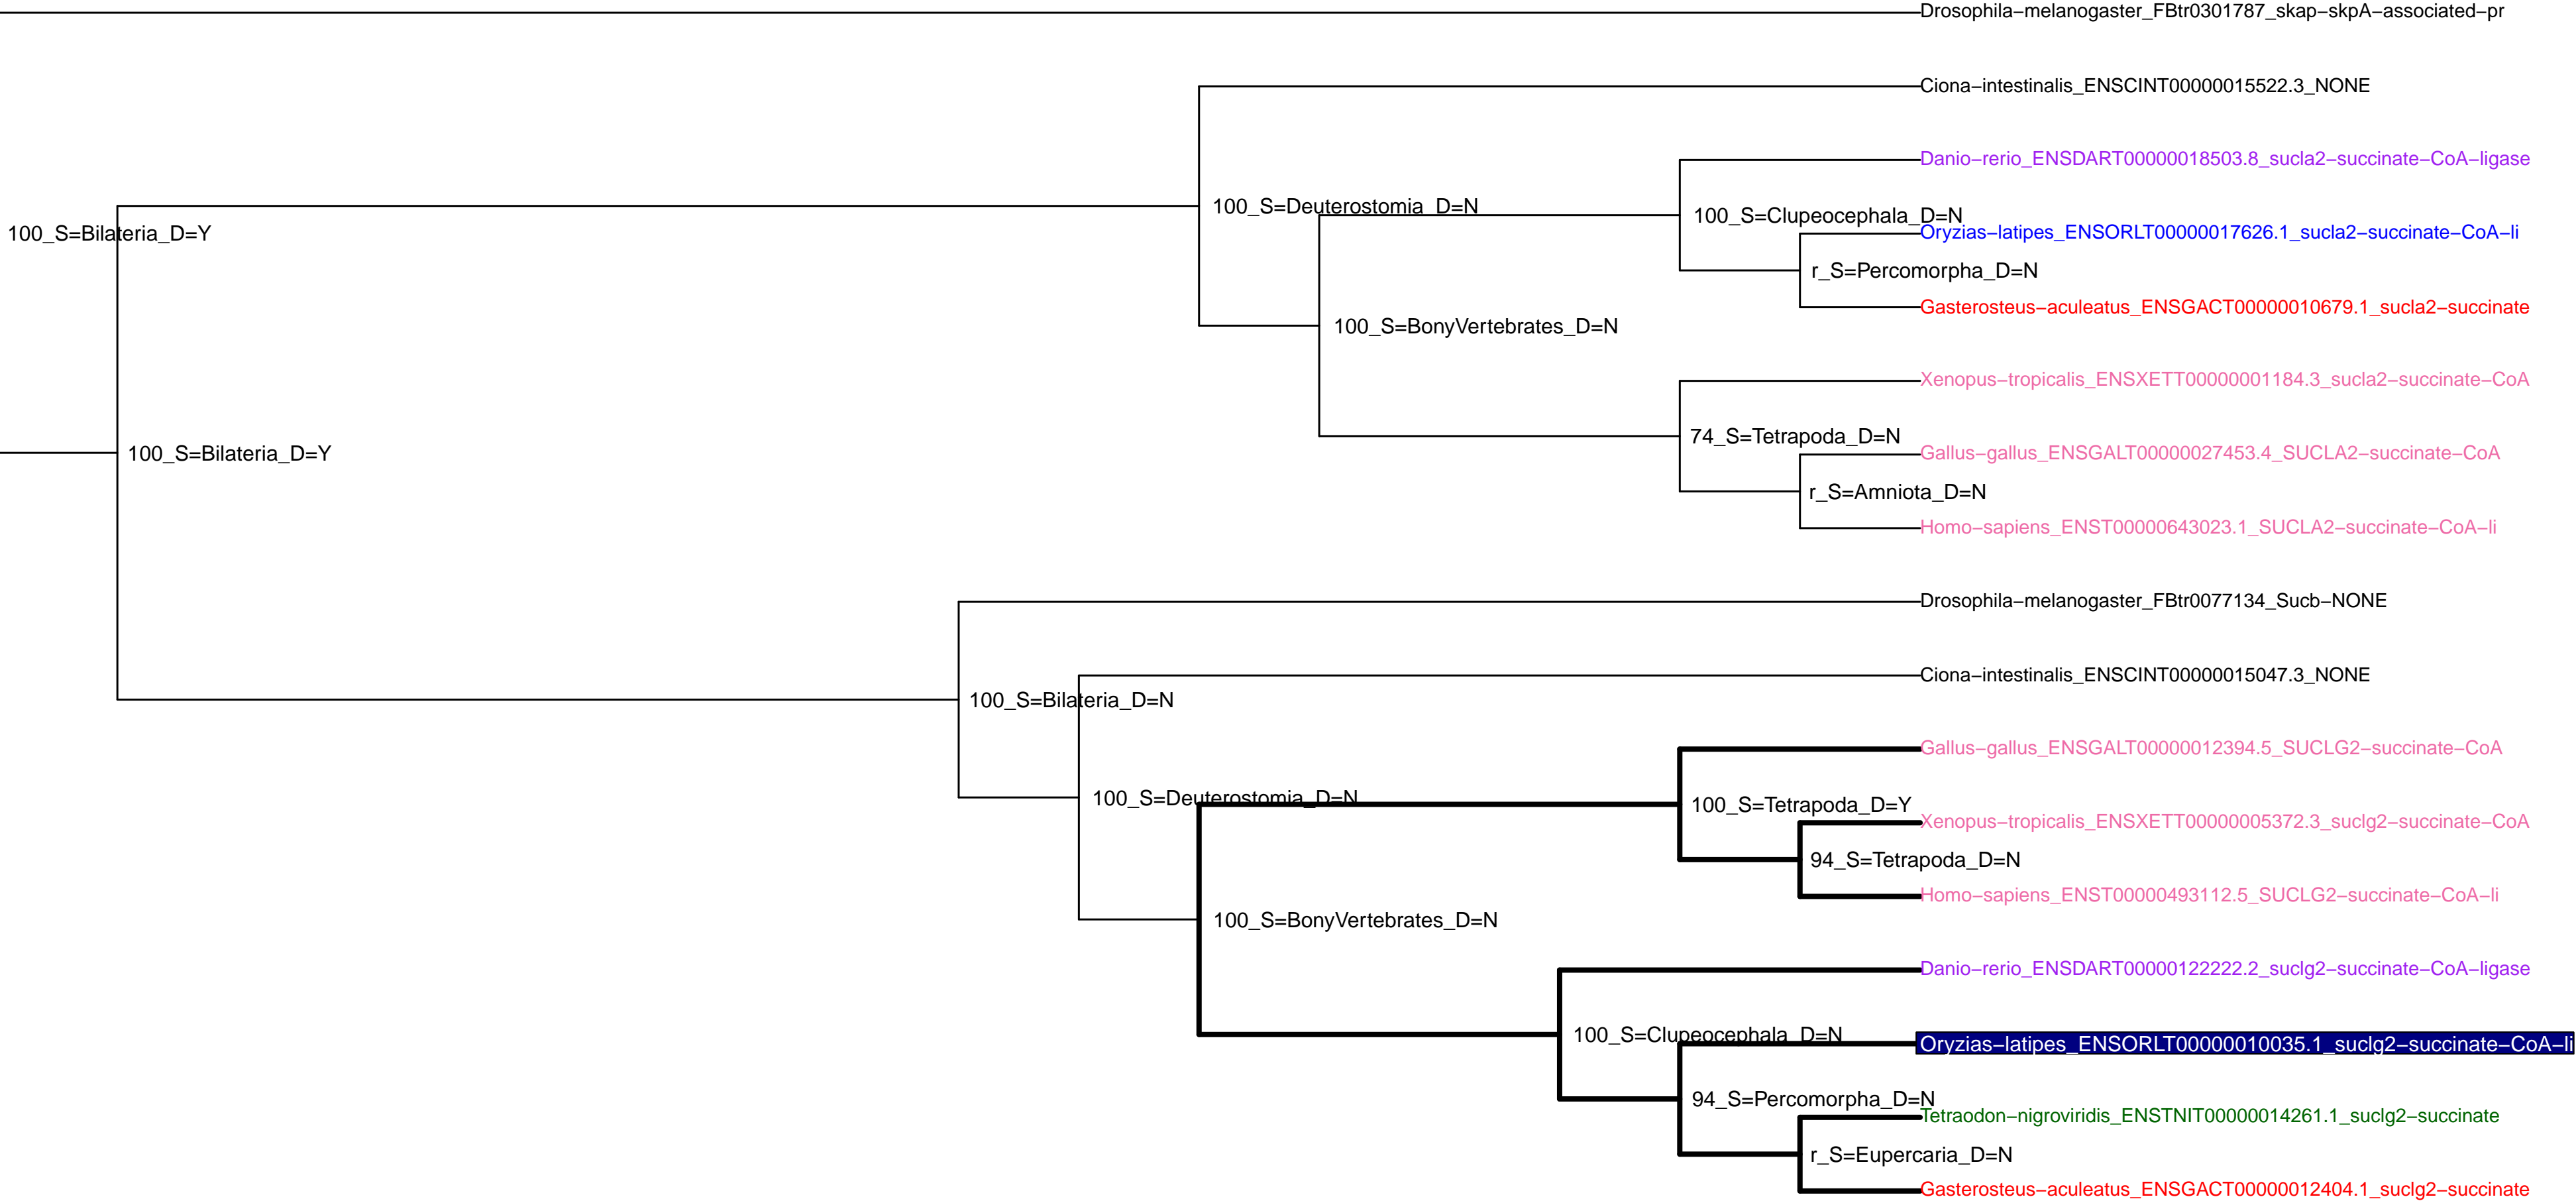 Drosophila−melanogaster_FBtr0301787_skap−skpA−associated−pr
Ciona−intestinalis_ENSCINT00000015522.3_NONE
Danio−rerio_ENSDART00000018503.8_sucla2−succinate−CoA−ligase
100_S=Deuterostomia_D=N
100_S=Clupeocephala_D=N
100_S=Bilateria_D=Y
Oryzias−latipes_ENSORLT00000017626.1_sucla2−succinate−CoA−li
r_S=Percomorpha_D=N
Gasterosteus−aculeatus_ENSGACT00000010679.1_sucla2−succinate
100_S=BonyVertebrates_D=N
Xenopus−tropicalis_ENSXETT00000001184.3_sucla2−succinate−CoA
74_S=Tetrapoda_D=N
100_S=Bilateria_D=Y
Gallus−gallus_ENSGALT00000027453.4_SUCLA2−succinate−CoA
r_S=Amniota_D=N
Homo−sapiens_ENST00000643023.1_SUCLA2−succinate−CoA−li
Drosophila−melanogaster_FBtr0077134_Sucb−NONE
Ciona−intestinalis_ENSCINT00000015047.3_NONE
100_S=Bilateria_D=N
Gallus−gallus_ENSGALT00000012394.5_SUCLG2−succinate−CoA
100_S=Deuterostomia_D=N
100_S=Tetrapoda_D=Y
Xenopus−tropicalis_ENSXETT00000005372.3_suclg2−succinate−CoA
94_S=Tetrapoda_D=N
Homo−sapiens_ENST00000493112.5_SUCLG2−succinate−CoA−li
100_S=BonyVertebrates_D=N
Danio−rerio_ENSDART00000122222.2_suclg2−succinate−CoA−ligase
100_S=Clupeocephala_D=N
Oryzias−latipes_ENSORLT00000010035.1_suclg2−succinate−CoA−li
94_S=Percomorpha_D=N
Tetraodon−nigroviridis_ENSTNIT00000014261.1_suclg2−succinate
r_S=Eupercaria_D=N
Gasterosteus−aculeatus_ENSGACT00000012404.1_suclg2−succinate